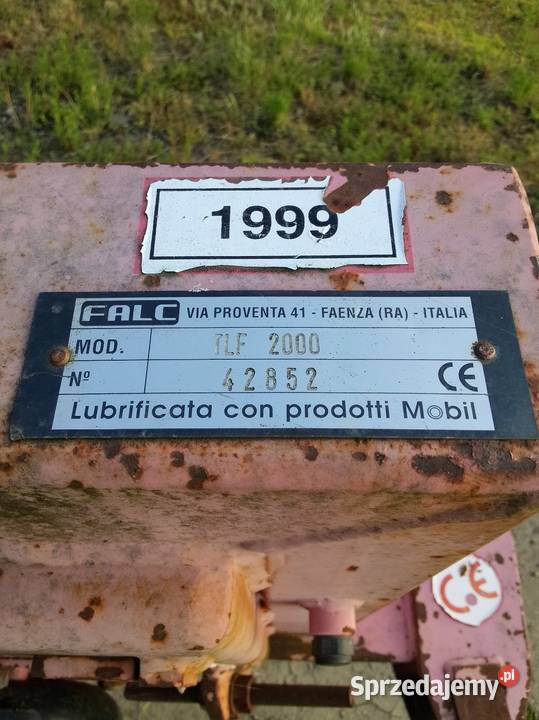 1999
FALC VIA PROVENTA 41 - FAENZA (RA) - ITALIA
MOD. TLF 2000
Nº 42852 CE
Lubrificata con prodotti Mobil
CE
Sprzedajemy.pl